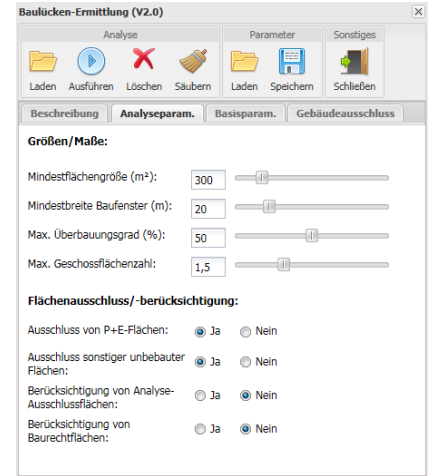 Baulücken-Ermittlung (V2.0)
Analyse Parameter Sonstiges
Laden Ausführen Löschen Säubern Laden Speichern Schließen
Beschreibung Analyseparam. Basisparam. Gebäudeausschluss
Größen/Maße:
Mindestflächengröße (m²): 300
Mindestbreite Baufenster (m): 20
Max. Überbauungsgrad (%): 50
Max. Geschossflächenzahl: 1,5
Flächenausschluss/-berücksichtigung:
Ausschluss von P+E-Flächen: Ja Nein
Ausschluss sonstiger unbebauter
Flächen: Ja Nein
Berücksichtigung von Analyse-
Ausschlussflächen: Ja Nein
Berücksichtigung von
Baurechtflächen: Ja Nein